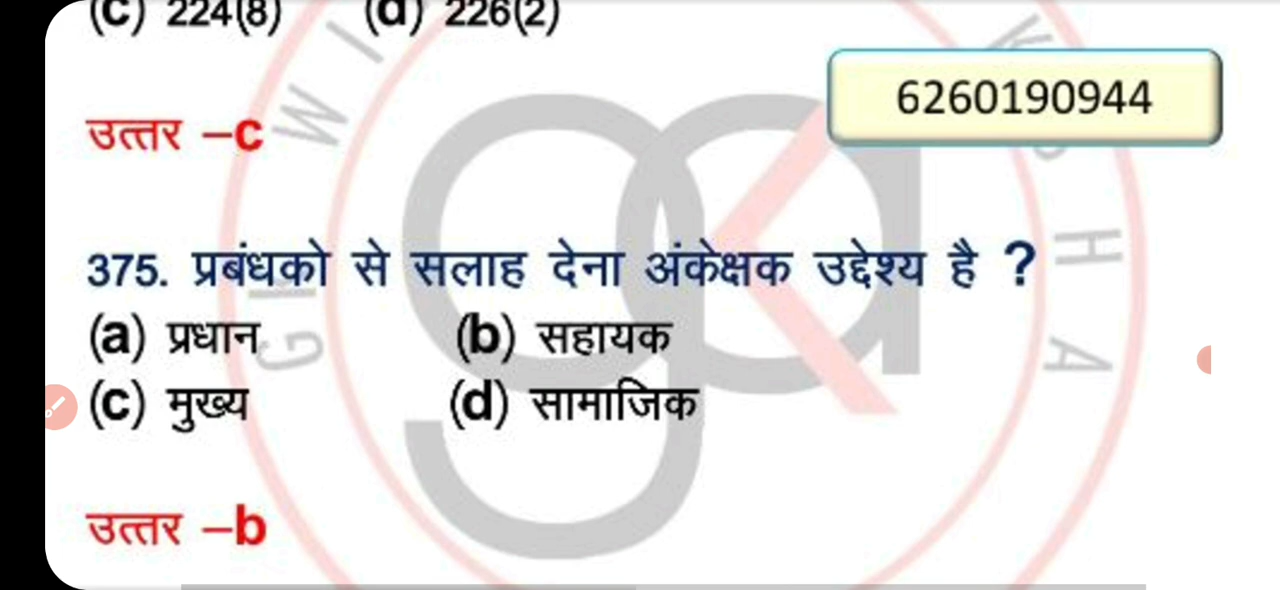 (c) 224(8) (d) 226(2)
6260190944
उत्तर –c
375. प्रबंधको से सलाह देना अंकेक्षक उद्देश्य है ?
(a) प्रधान (b) सहायक
(c) मुख्य (d) सामाजिक
उत्तर –b